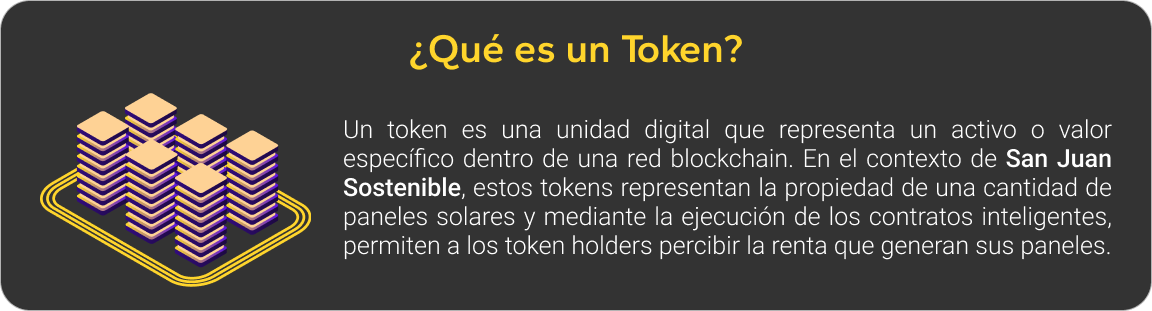 ¿Qué es un Token?
Un token es una unidad digital que representa un activo o valor
específico dentro de una red blockchain. En el contexto de San Juan
Sostenible, estos tokens representan la propiedad de una cantidad de
paneles solares y mediante la ejecución de los contratos inteligentes,
permiten a los token holders percibir la renta que generan sus paneles.